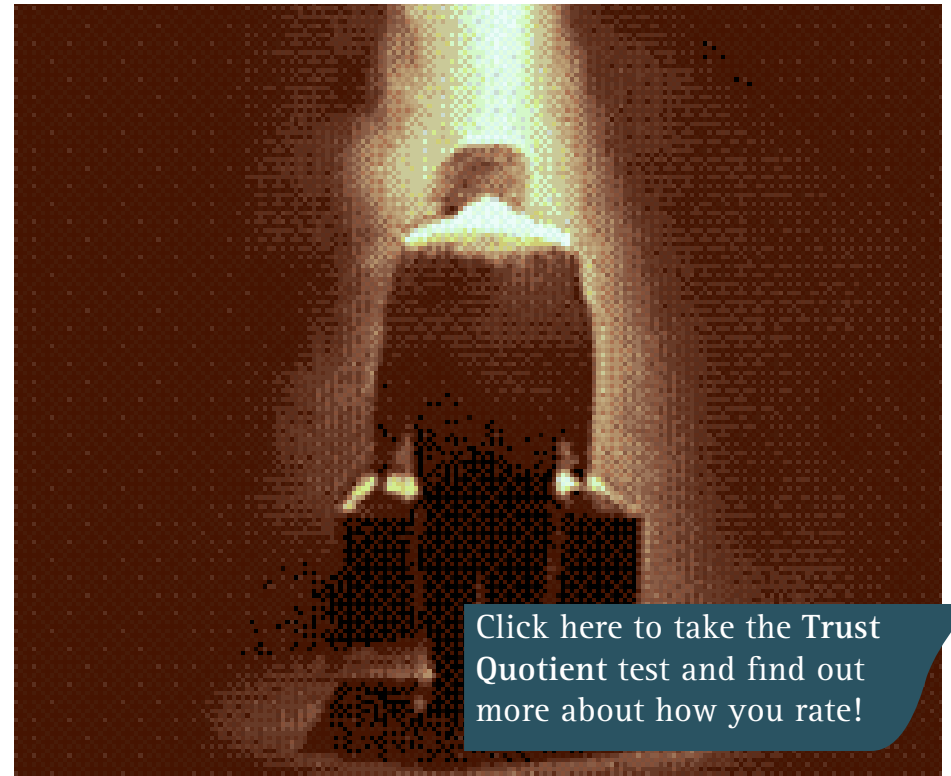 Click here to take the Trust
Quotient test and find out
more about how you rate!